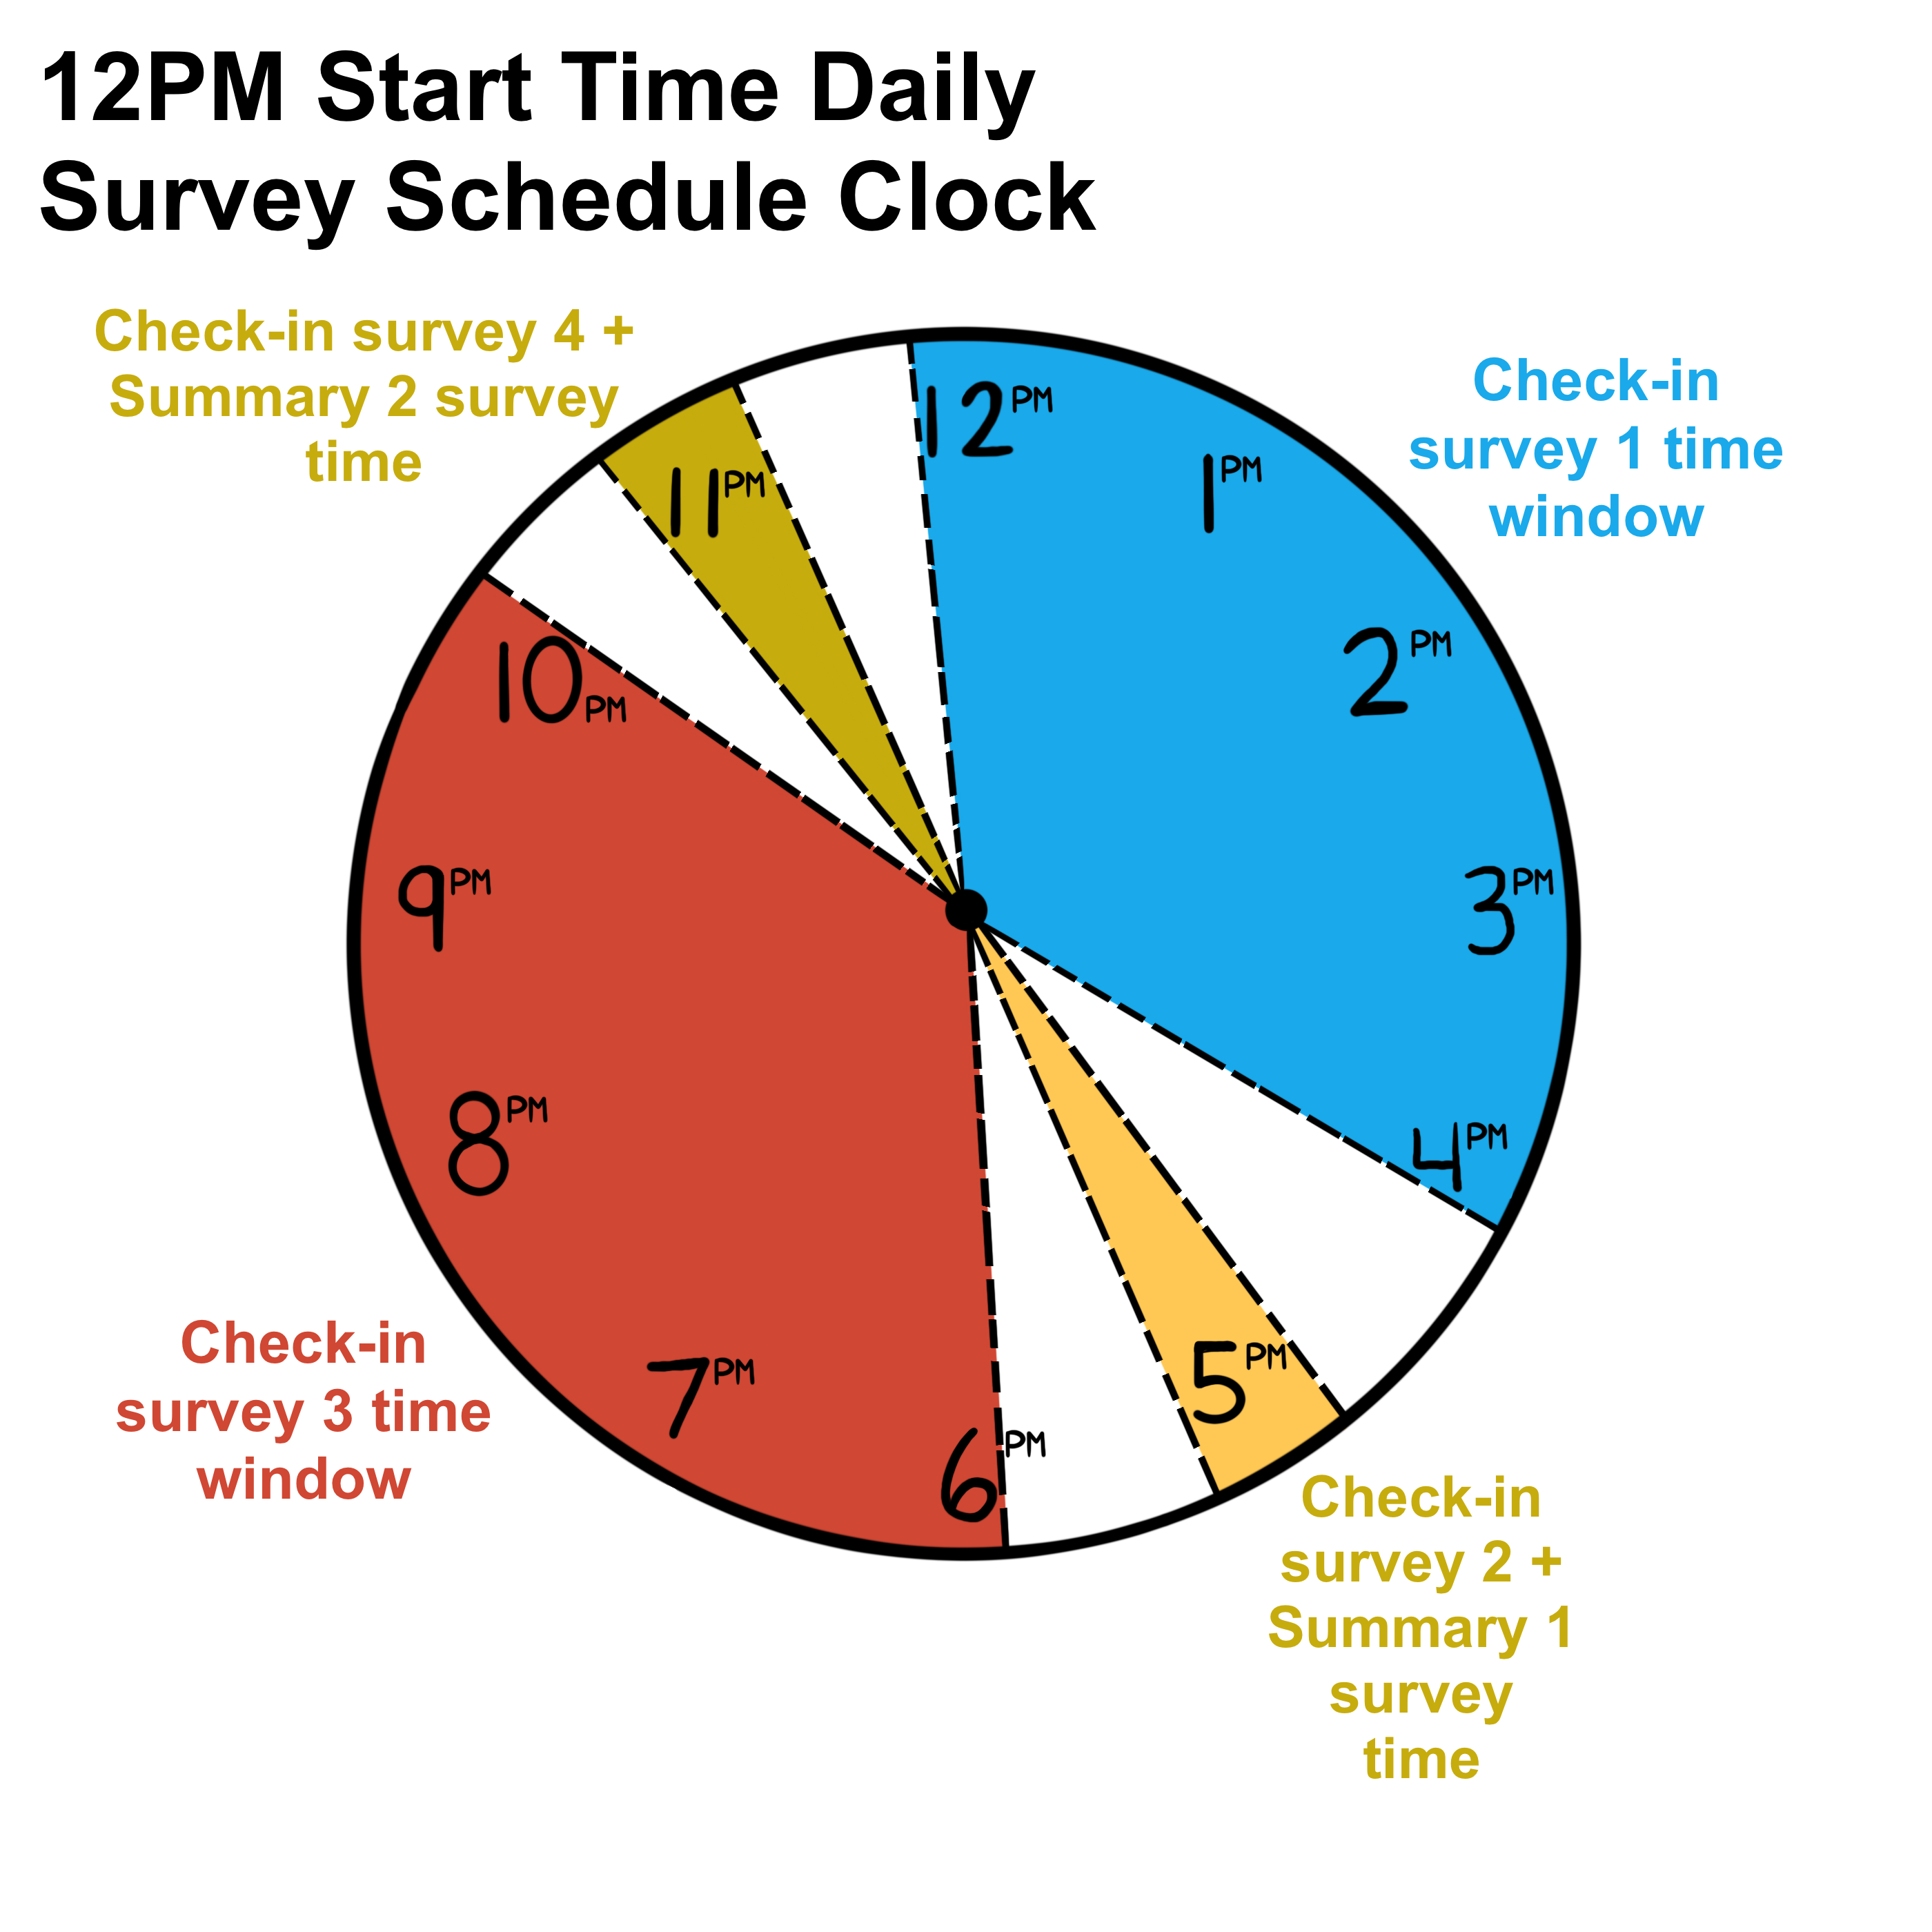 12PM Start Time Daily
Survey Schedule Clock
Check-in survey 4 +
Summary 2 survey
time
Check-in
survey 1 time
window
12PM
1PM
2PM
3PM
4PM
5PM
6PM
7PM
8PM
9PM
10PM
11PM
Check-in
survey 3 time
window
Check-in
survey 2 +
Summary 1
survey
time